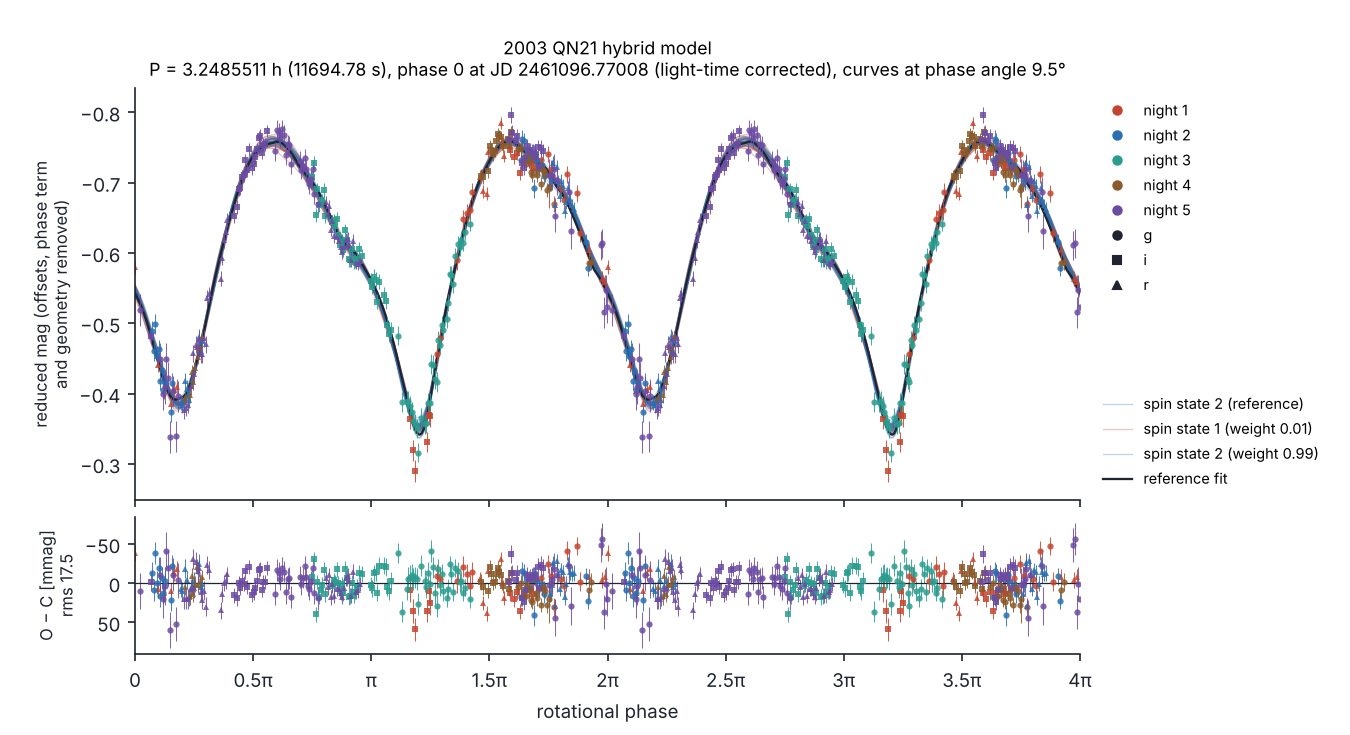 2003 QN21 hybrid model
P = 3.2485511 h (11694.78 s), phase 0 at JD 2461096.77008 (light-time corrected), curves at phase angle 9.5°
reduced mag (offsets, phase term
and geometry removed)
−0.8
−0.7
−0.6
−0.5
−0.4
−0.3
night 1
night 2
night 3
night 4
night 5
g
i
r
spin state 2 (reference)
spin state 1 (weight 0.01)
spin state 2 (weight 0.99)
reference fit
O − C [mmag]
rms 17.5
−50
0
50
0
0.5π
π
1.5π
2π
2.5π
3π
3.5π
4π
rotational phase